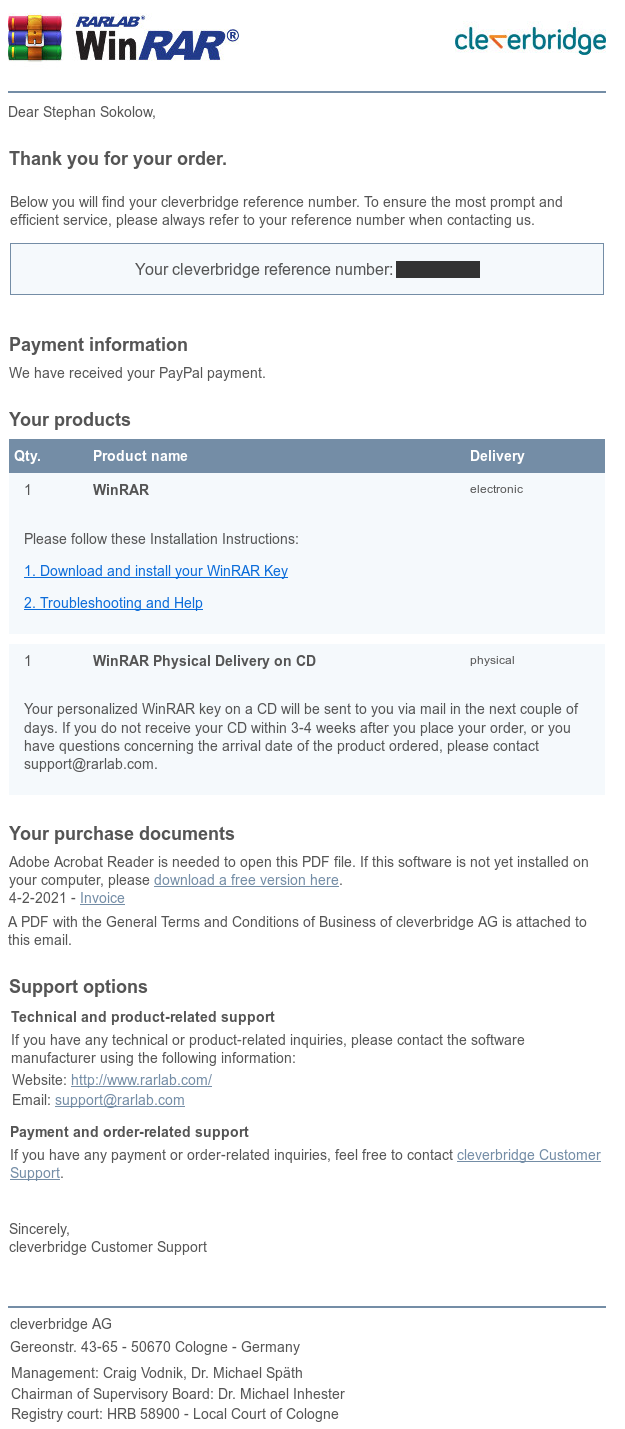 RARLAB®
WinRAR®
cleverbridge
Dear Stephan Sokolow,
Thank you for your order.
Below you will find your cleverbridge reference number. To ensure the most prompt and
efficient service, please always refer to your reference number when contacting us.
Your cleverbridge reference number:
Payment information
We have received your PayPal payment.
Your products
Qty. Product name Delivery
1 WinRAR electronic
Please follow these Installation Instructions:
1. Download and install your WinRAR Key
2. Troubleshooting and Help
1 WinRAR Physical Delivery on CD physical
Your personalized WinRAR key on a CD will be sent to you via mail in the next couple of
days. If you do not receive your CD within 3-4 weeks after you place your order, or you
have questions concerning the arrival date of the product ordered, please contact
support@rarlab.com.
Your purchase documents
Adobe Acrobat Reader is needed to open this PDF file. If this software is not yet installed on
your computer, please download a free version here.
4-2-2021 - Invoice
A PDF with the General Terms and Conditions of Business of cleverbridge AG is attached to
this email.
Support options
Technical and product-related support
If you have any technical or product-related inquiries, please contact the software
manufacturer using the following information:
Website: http://www.rarlab.com/
Email: support@rarlab.com
Payment and order-related support
If you have any payment or order-related inquiries, feel free to contact cleverbridge Customer
Support.
Sincerely,
cleverbridge Customer Support
cleverbridge AG
Gereonstr. 43-65 - 50670 Cologne - Germany
Management: Craig Vodnik, Dr. Michael Späth
Chairman of Supervisory Board: Dr. Michael Inhester
Registry court: HRB 58900 - Local Court of Cologne